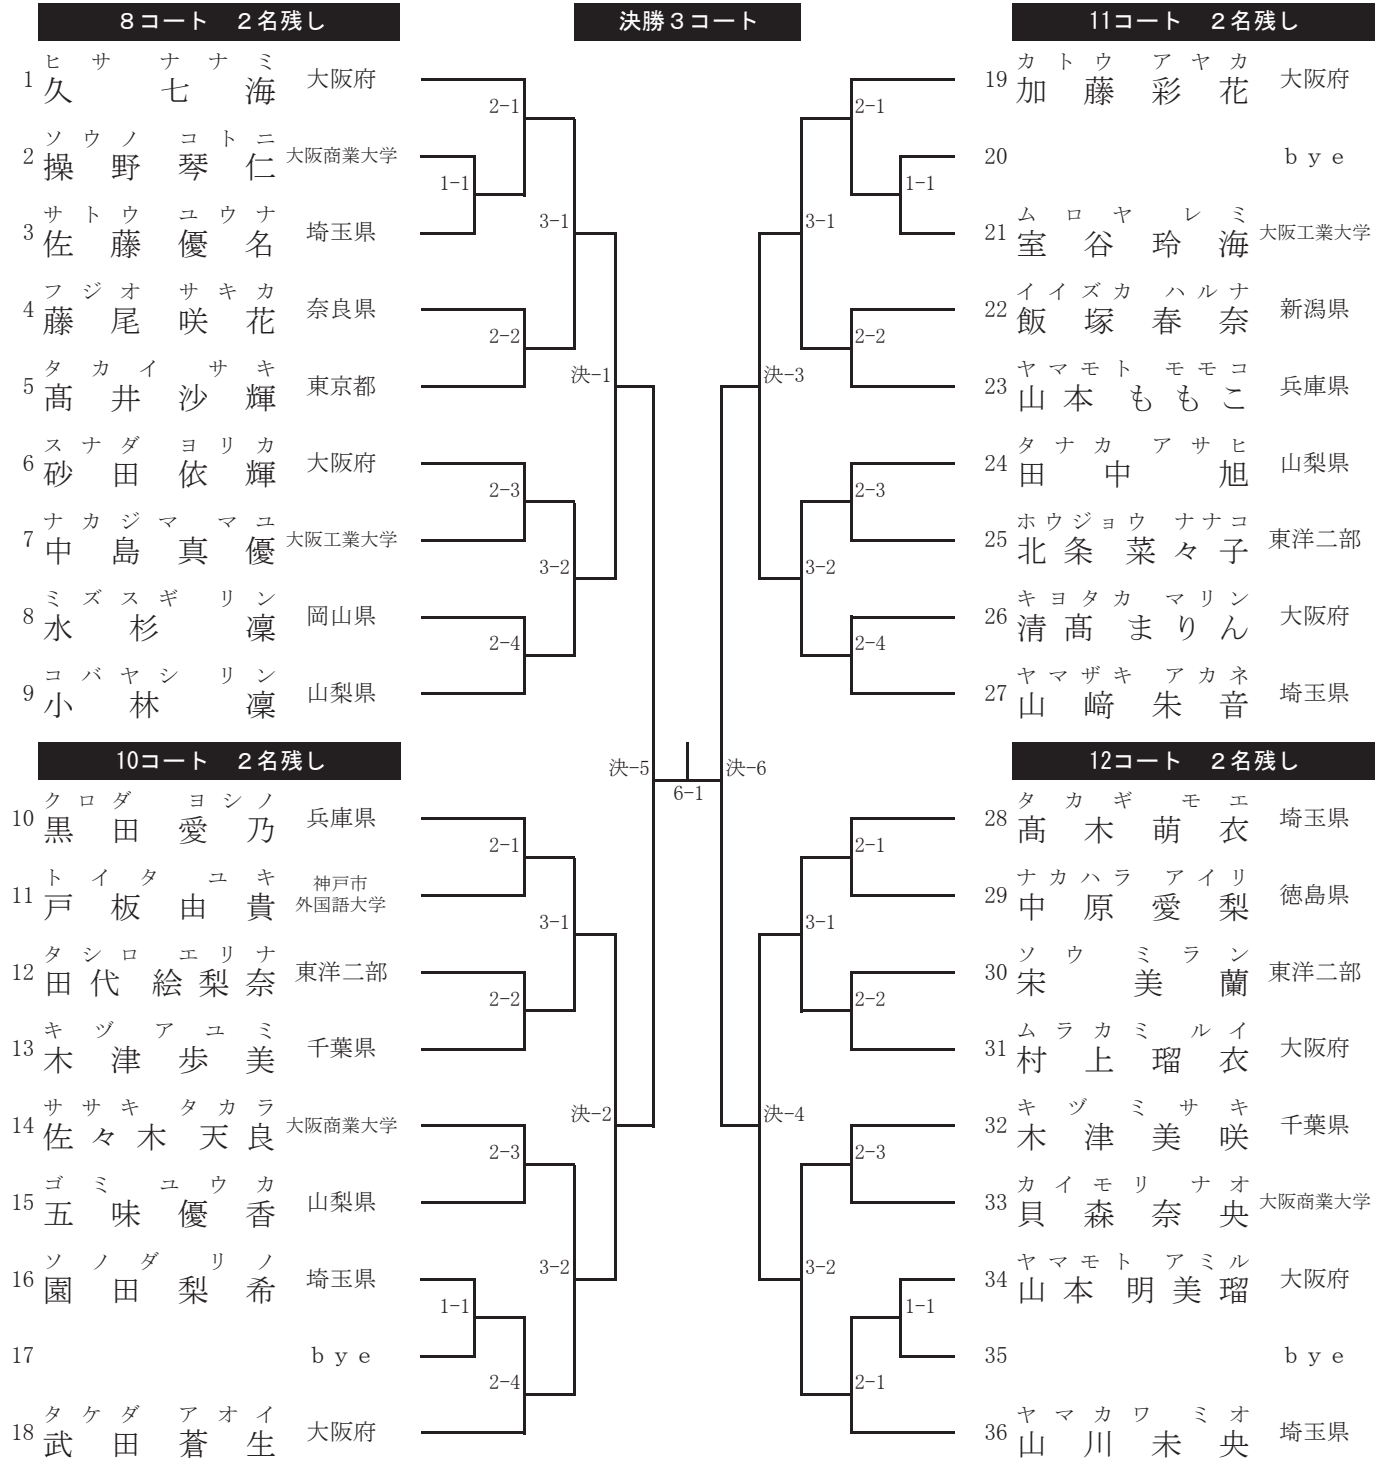 ８コート　２名残し
ヒサ　ナナミ
1 久　七海 大阪府
ソウノ　コトニ
2 操野琴仁 大阪商業大学
サトウ　ユウナ
3 佐藤優名 埼玉県
フジオ　サキカ
4 藤尾咲花 奈良県
タカイ　サキ
5 髙井沙輝 東京都
スナダ　ヨリカ
6 砂田依輝 大阪府
ナカジマ　マユ
7 中島真優 大阪工業大学
ミズスギ　リン
8 水杉　凜 岡山県
コバヤシ　リン
9 小林　凜 山梨県
2-1
1-1
3-1
2-2
決-1
2-3
3-2
2-4
10コート　２名残し
クロダ　ヨシノ
10 黒田愛乃 兵庫県
トイタ　ユキ
11 戸板由貴 神戸市
外国語大学
タシロ　エリナ
12 田代　絵梨奈 東洋二部
キヅ　アユミ
13 木津歩美 千葉県
ササキ　タカラ
14 佐々木　天良 大阪商業大学
ゴミ　ユウカ
15 五味優香 山梨県
ソノダ　リノ
16 園田梨希 埼玉県
17 ｂｙｅ
タケダ　アオイ
18 武田蒼生 大阪府
2-1
3-1
2-2
決-2
2-3
3-2
1-1
2-4
決勝３コート
決-5
6-1
決-6
11コート　２名残し
カトウ　アヤカ
19 加藤彩花 大阪府
20 ｂｙｅ
ムロヤ　レミ
21 室谷玲海 大阪工業大学
イイズカ　ハルナ
22 飯塚春奈 新潟県
ヤマモト　モモコ
23 山本　ももこ 兵庫県
タナカ　アサヒ
24 田中　旭 山梨県
ホウジョウ　ナナコ
25 北条　菜々子 東洋二部
キヨタカ　マリン
26 清髙　まりん 大阪府
ヤマザキ　アカネ
27 山﨑朱音 埼玉県
2-1
1-1
3-1
2-2
決-3
2-3
3-2
2-4
12コート　２名残し
タカギ　モエ
28 髙木萌衣 埼玉県
ナカハラ　アイリ
29 中原愛梨 徳島県
ソウ　ミラン
30 宋　美蘭 東洋二部
ムラカミ　ルイ
31 村上瑠衣 大阪府
キヅ　ミサキ
32 木津美咲 千葉県
カイモリ　ナオ
33 貝森奈央 大阪商業大学
ヤマモト　アミル
34 山本　明美瑠 大阪府
35 ｂｙｅ
ヤマカワ　ミオ
36 山川未央 埼玉県
2-1
3-1
2-2
決-4
2-3
3-2
1-1
2-1